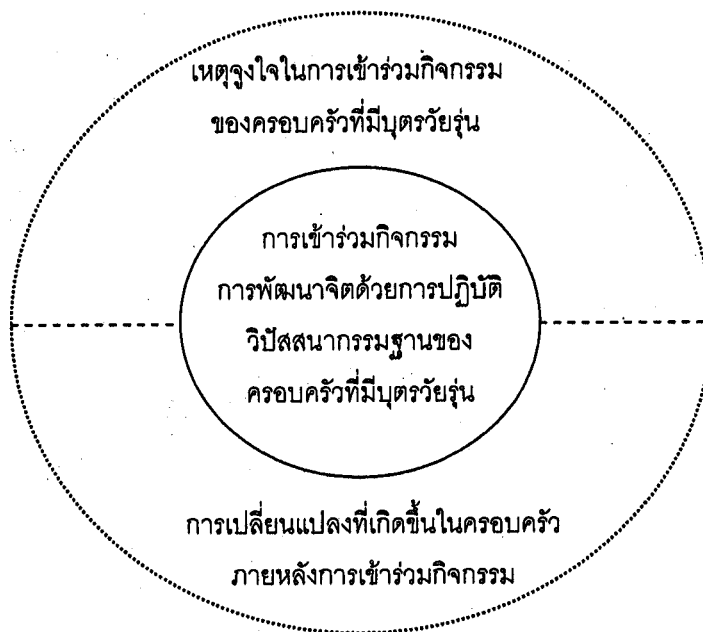 เหตุจูงใจในการเข้าร่วมกิจกรรม
ของครอบครัวที่มีบุตรวัยรุ่น
การเข้าร่วมกิจกรรม
การพัฒนาจิตด้วยการปฏิบัติ
วิปัสสนากรรมฐานของ
ครอบครัวที่มีบุตรวัยรุ่น
การเปลี่ยนแปลงที่เกิดขึ้นในครอบครัว
ภายหลังการเข้าร่วมกิจกรรม